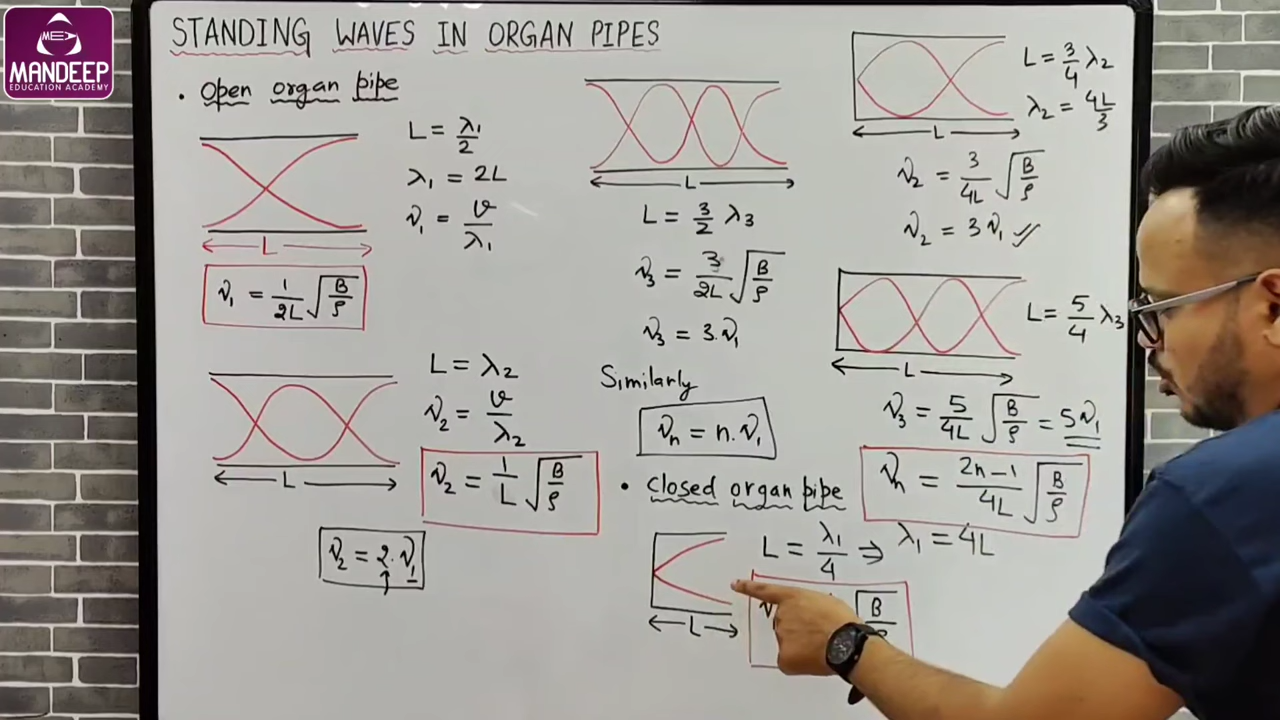 MEA
MANDEEP
EDUCATION ACADEMY
STANDING WAVES IN ORGAN PIPES
• Open organ pipe
L = λ₁/2
λ₁ = 2L
ν₁ = v/λ₁
L
ν₁ = 1/2L √(B/ρ)
L = λ₂
ν₂ = v/λ₂
L
ν₂ = 1/L √(B/ρ)
ν₂ = 2·ν₁
L
L = 3/2 λ₃
ν₃ = 3/2L √(B/ρ)
ν₃ = 3·ν₁
Similarly
νₙ = n·ν₁
• Closed organ pipe
L
L = λ₁/4 ⇒ λ₁ = 4L
√(B/ρ)
L = 3/4 λ₂
λ₂ = 4L/3
L
ν₂ = 3/4L √(B/ρ)
ν₂ = 3ν₁
L = 5/4 λ₃
L
ν₃ = 5/4L √(B/ρ) = 5ν₁
νₙ = 2n-1/4L √(B/ρ)